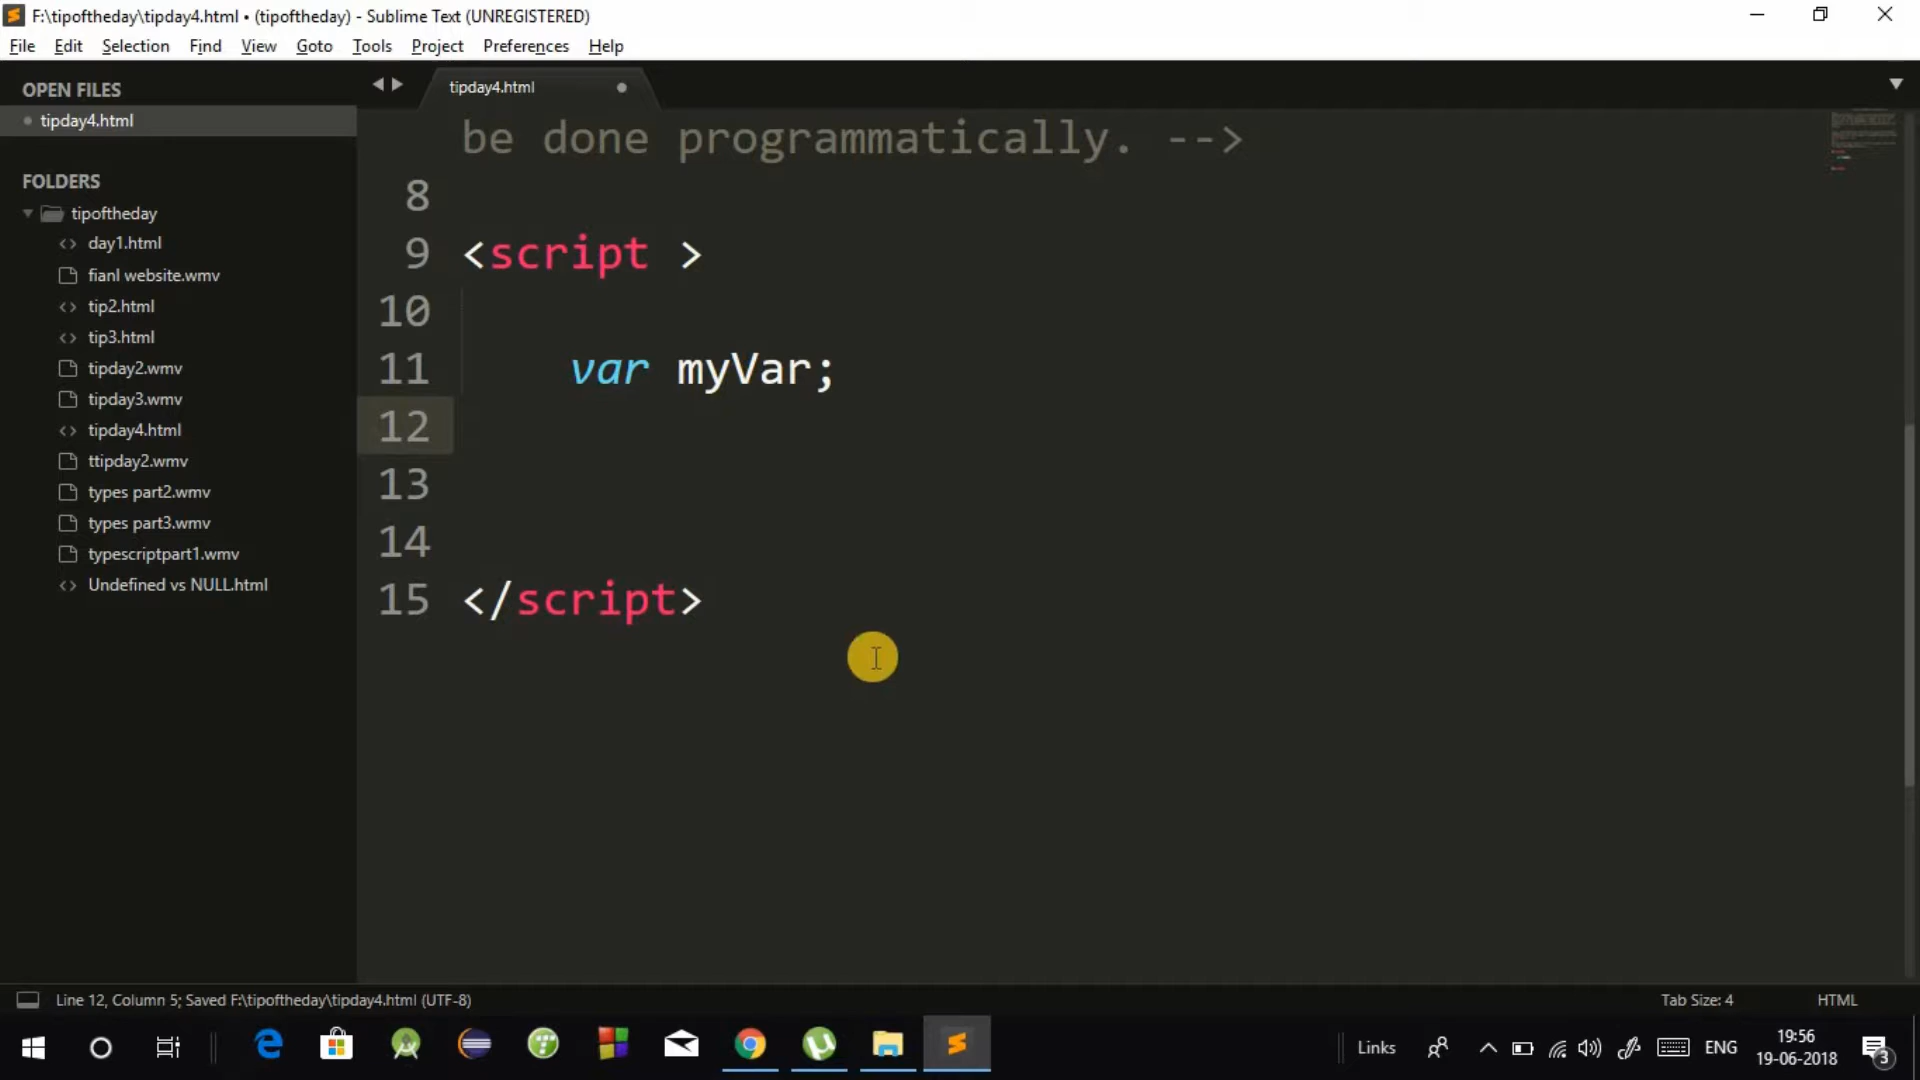 F:\tipoftheday\tipday4.html • (tipoftheday) - Sublime Text (UNREGISTERED)
File Edit Selection Find View Goto Tools Project Preferences Help
OPEN FILES
tipday4.html
FOLDERS
tipoftheday
day1.html
fianl website.wmv
tip2.html
tip3.html
tipday2.wmv
tipday3.wmv
tipday4.html
ttipday2.wmv
types part2.wmv
types part3.wmv
typescriptpart1.wmv
Undefined vs NULL.html
tipday4.html
be done programmatically. -->
8
9 <script >
10
11 var myVar;
12
13
14
15 </script>
Line 12, Column 5; Saved F:\tipoftheday\tipday4.html (UTF-8)
Tab Size: 4 HTML
Links ENG 19:56
19-06-2018
3